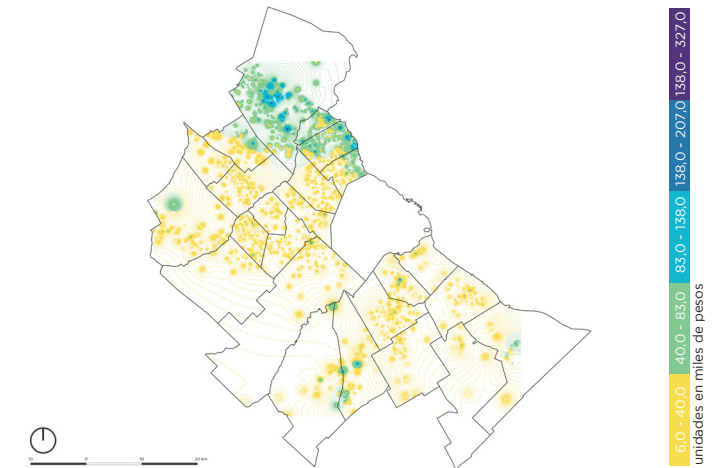 138,0 - 327,0
138,0 - 207,0
83,0 - 138,0
40,0 - 83,0
6,0 - 40,0
unidades en miles de pesos
10 0 10 20 km